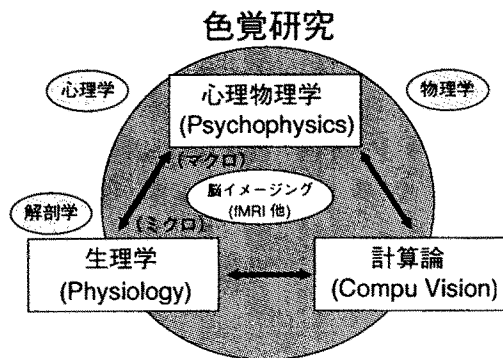 色覚研究
心理学
物理学
心理物理学
(Psychophysics)
(マクロ)
脳イメージング
(fMRI 他)
解剖学
(ミクロ)
生理学
(Physiology)
計算論
(Compu Vision)